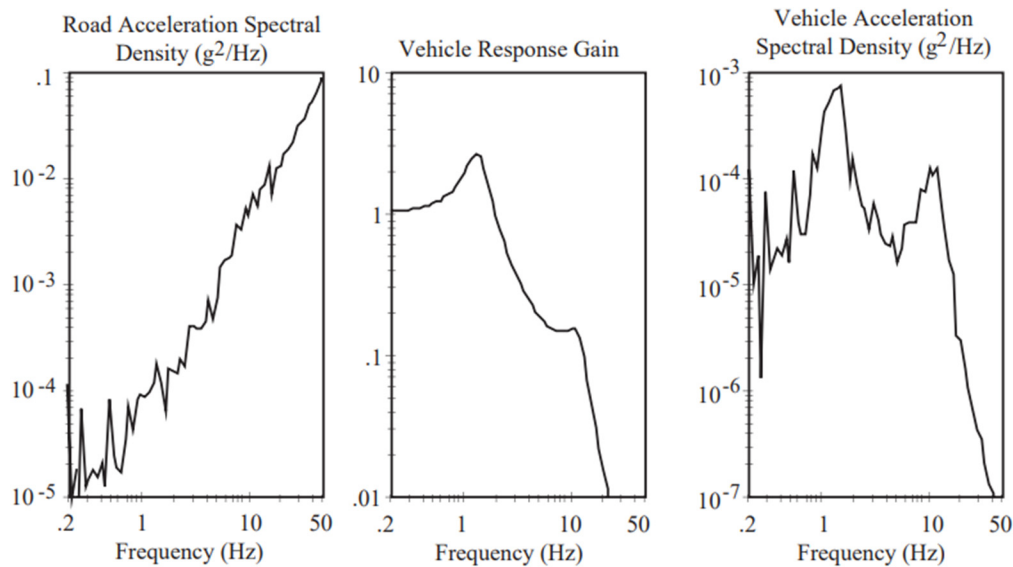 Road Acceleration Spectral
Density (g²/Hz)
.1
10⁻²
10⁻³
10⁻⁴
10⁻⁵
.2 1 10 50
Frequency (Hz)
Vehicle Response Gain
10
1
.1
.01
.2 1 10 50
Frequency (Hz)
Vehicle Acceleration
Spectral Density (g²/Hz)
10⁻³
10⁻⁴
10⁻⁵
10⁻⁶
10⁻⁷
.2 1 10 50
Frequency (Hz)